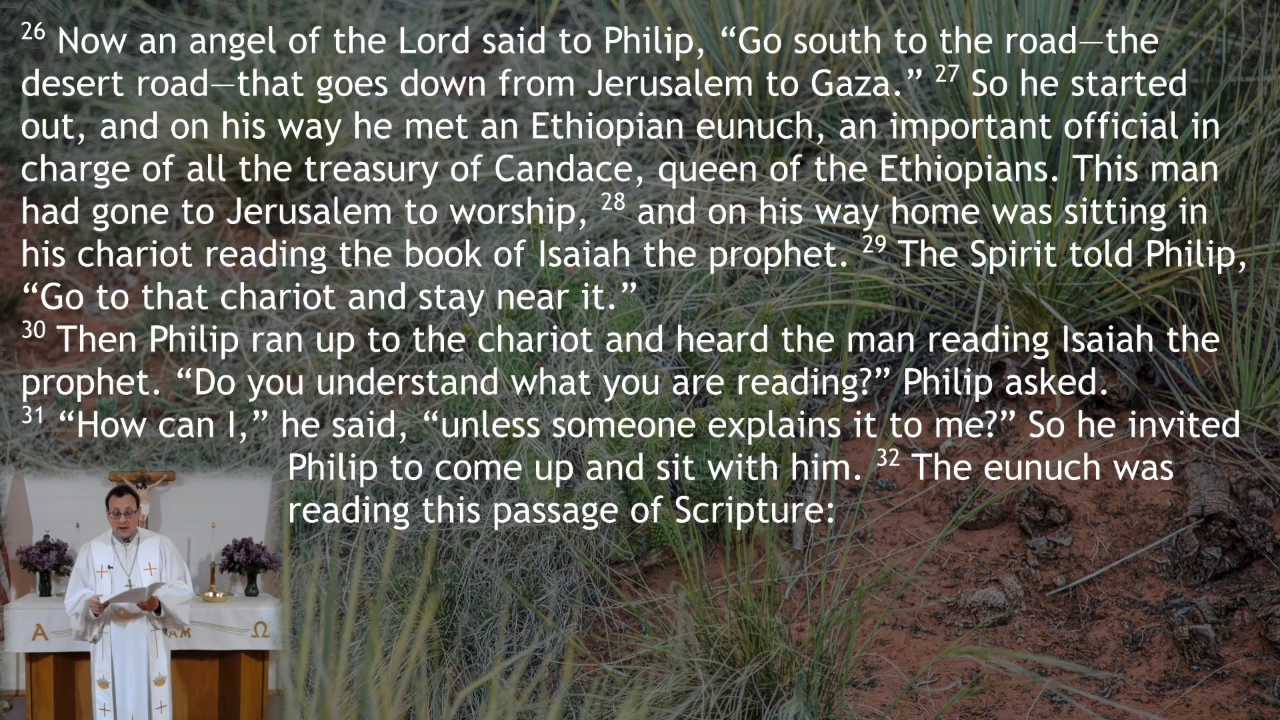 26 Now an angel of the Lord said to Philip, “Go south to the road—the
desert road—that goes down from Jerusalem to Gaza.” 27 So he started
out, and on his way he met an Ethiopian eunuch, an important official in
charge of all the treasury of Candace, queen of the Ethiopians. This man
had gone to Jerusalem to worship, 28 and on his way home was sitting in
his chariot reading the book of Isaiah the prophet. 29 The Spirit told Philip,
“Go to that chariot and stay near it.”
30 Then Philip ran up to the chariot and heard the man reading Isaiah the
prophet. “Do you understand what you are reading?” Philip asked.
31 “How can I,” he said, “unless someone explains it to me?” So he invited
Philip to come up and sit with him. 32 The eunuch was
reading this passage of Scripture:
Α Ω